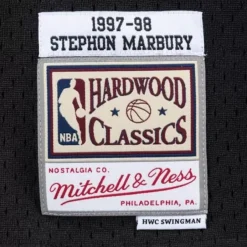 1997-98
STEPHON MARBURY
HARDWOOD
NBA
CLASSICS
NOSTALGIA CO.
Mitchell & Ness
PHILADELPHIA, PA.
HWC SWINGMAN